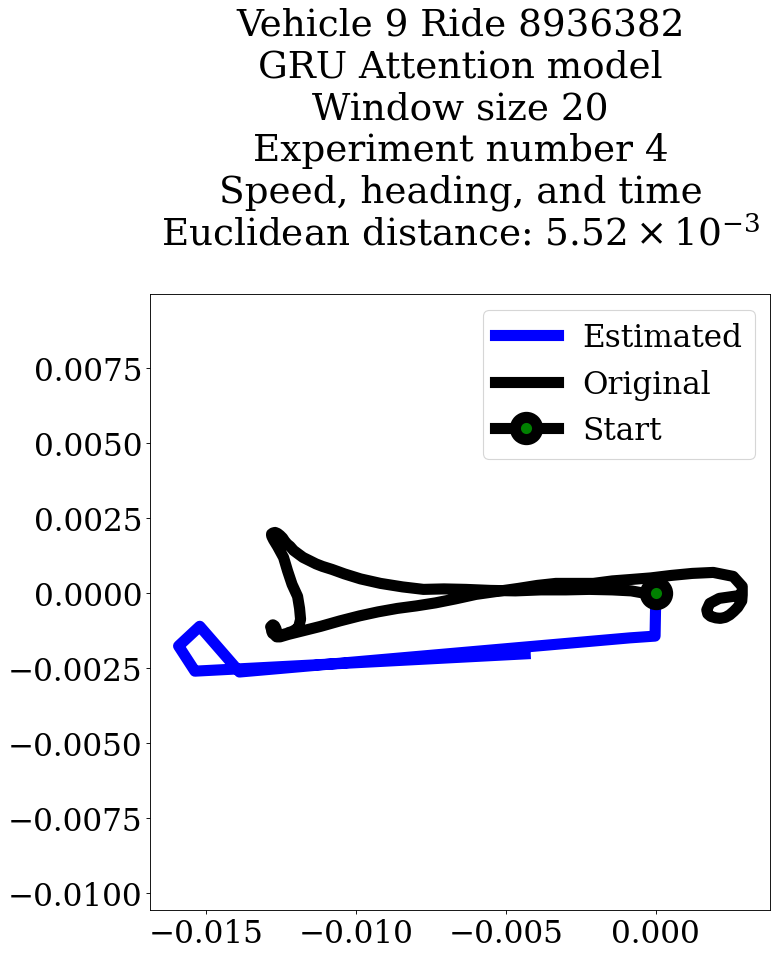 Vehicle 9 Ride 8936382
GRU Attention model
Window size 20
Experiment number 4
Speed, heading, and time
Euclidean distance: 5.52 × 10⁻³
Estimated
Original
Start
0.0075
0.0050
0.0025
0.0000
−0.0025
−0.0050
−0.0075
−0.0100
−0.015
−0.010
−0.005
0.000